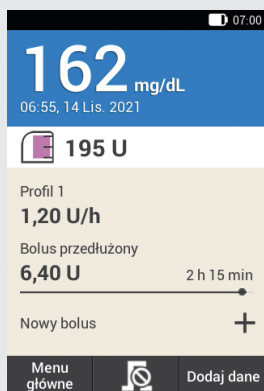 07:00
162 mg/dL
06:55, 14 Lis. 2021
195 U
Profil 1
1,20 U/h
Bolus przedłużony
6,40 U 2 h 15 min
Nowy bolus +
Menu
główne
Dodaj dane